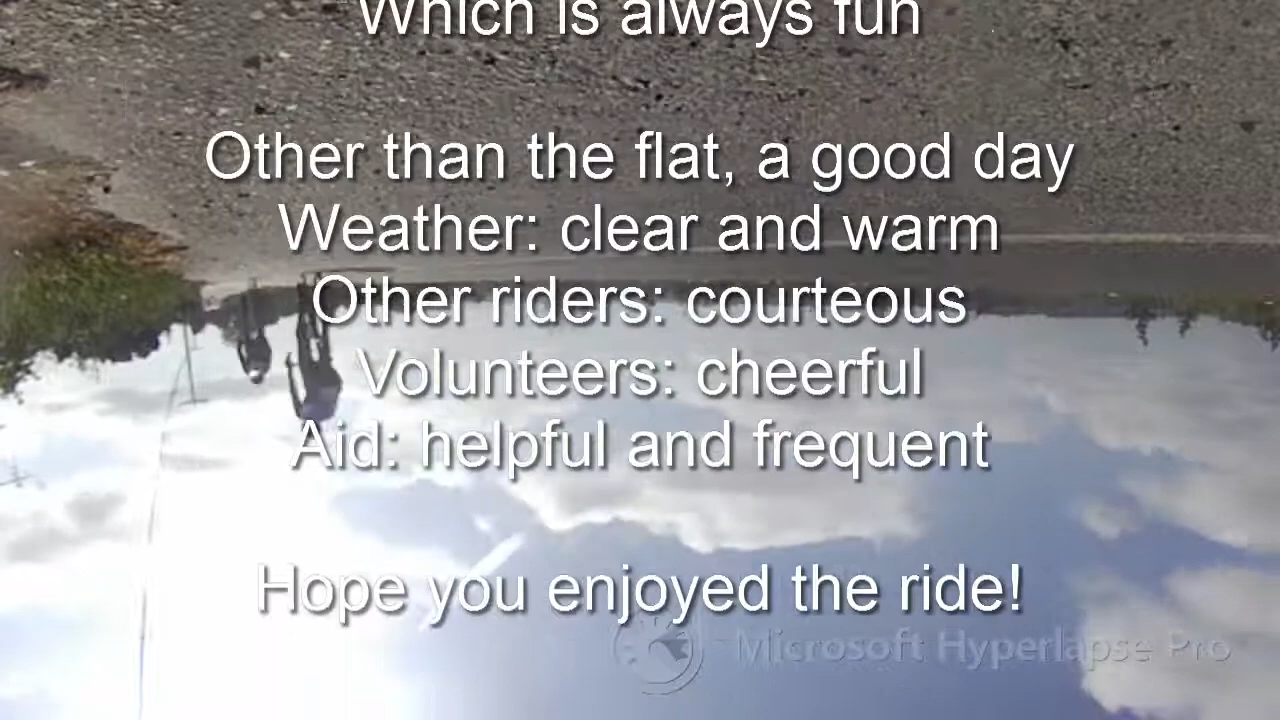 Which is always fun
Other than the flat, a good day
Weather: clear and warm
Other riders: courteous
Volunteers: cheerful
Aid: helpful and frequent
Hope you enjoyed the ride!
Microsoft Hyperlapse Pro